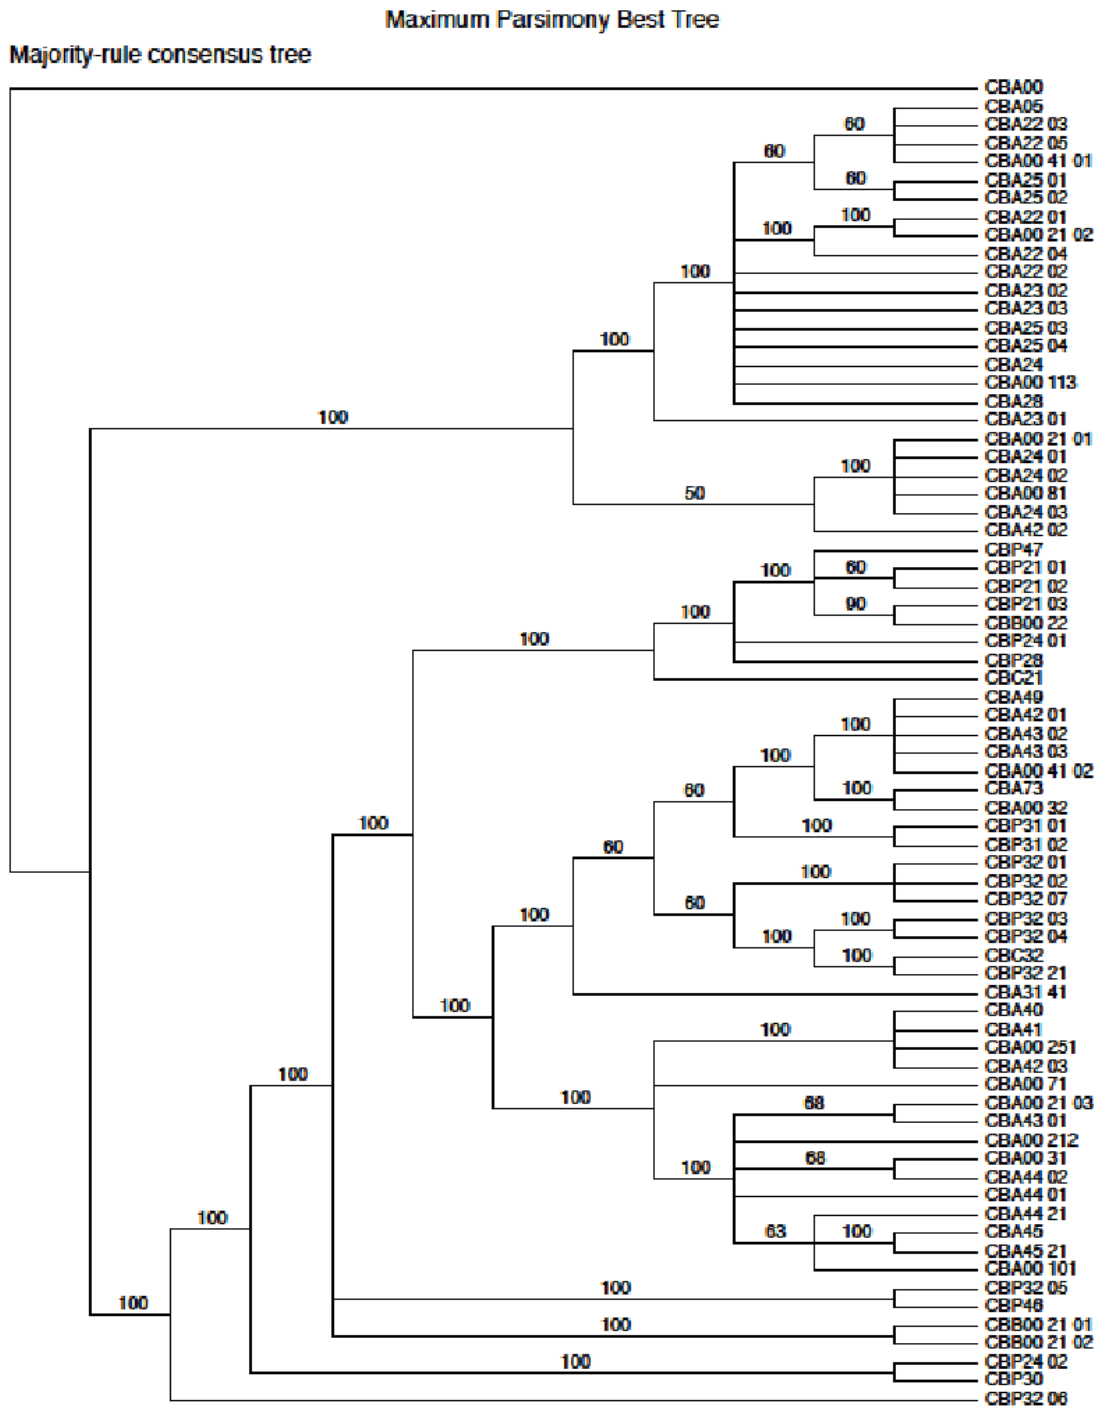 Maximum Parsimony Best Tree
Majority-rule consensus tree
CBA00
CBA05
60
CBA22 03
CBA22 05
60
CBA00 41 01
60
CBA25 01
CBA25 02
100
CBA22 01
100
CBA00 21 02
CBA22 04
100
CBA22 02
CBA23 02
CBA23 03
CBA25 03
100
CBA25 04
CBA24
CBA00 113
CBA28
100
CBA23 01
CBA00 21 01
CBA24 01
100
CBA24 02
50
CBA00 81
CBA24 03
CBA42 02
CBP47
100
60
CBP21 01
CBP21 02
90
CBP21 03
100
CBB00 22
100
CBP24 01
CBP28
CBC21
CBA49
CBA42 01
100
CBA43 02
100
CBA43 03
CBA00 41 02
60
100
CBA73
CBA00 32
100
100
CBP31 01
60
CBP31 02
CBP32 01
100
CBP32 02
60
CBP32 07
100
100
CBP32 03
100
CBP32 04
100
CBC32
CBP32 21
CBA31 41
100
CBA40
100
CBA41
CBA00 251
CBA42 03
100
CBA00 71
100
68
CBA00 21 03
CBA43 01
CBA00 212
68
CBA00 31
100
CBA44 02
CBA44 01
100
CBA44 21
63
100
CBA45
CBA45 21
CBA00 101
100
CBP32 05
100
CBP46
100
CBB00 21 01
CBB00 21 02
100
CBP24 02
CBP30
CBP32 06